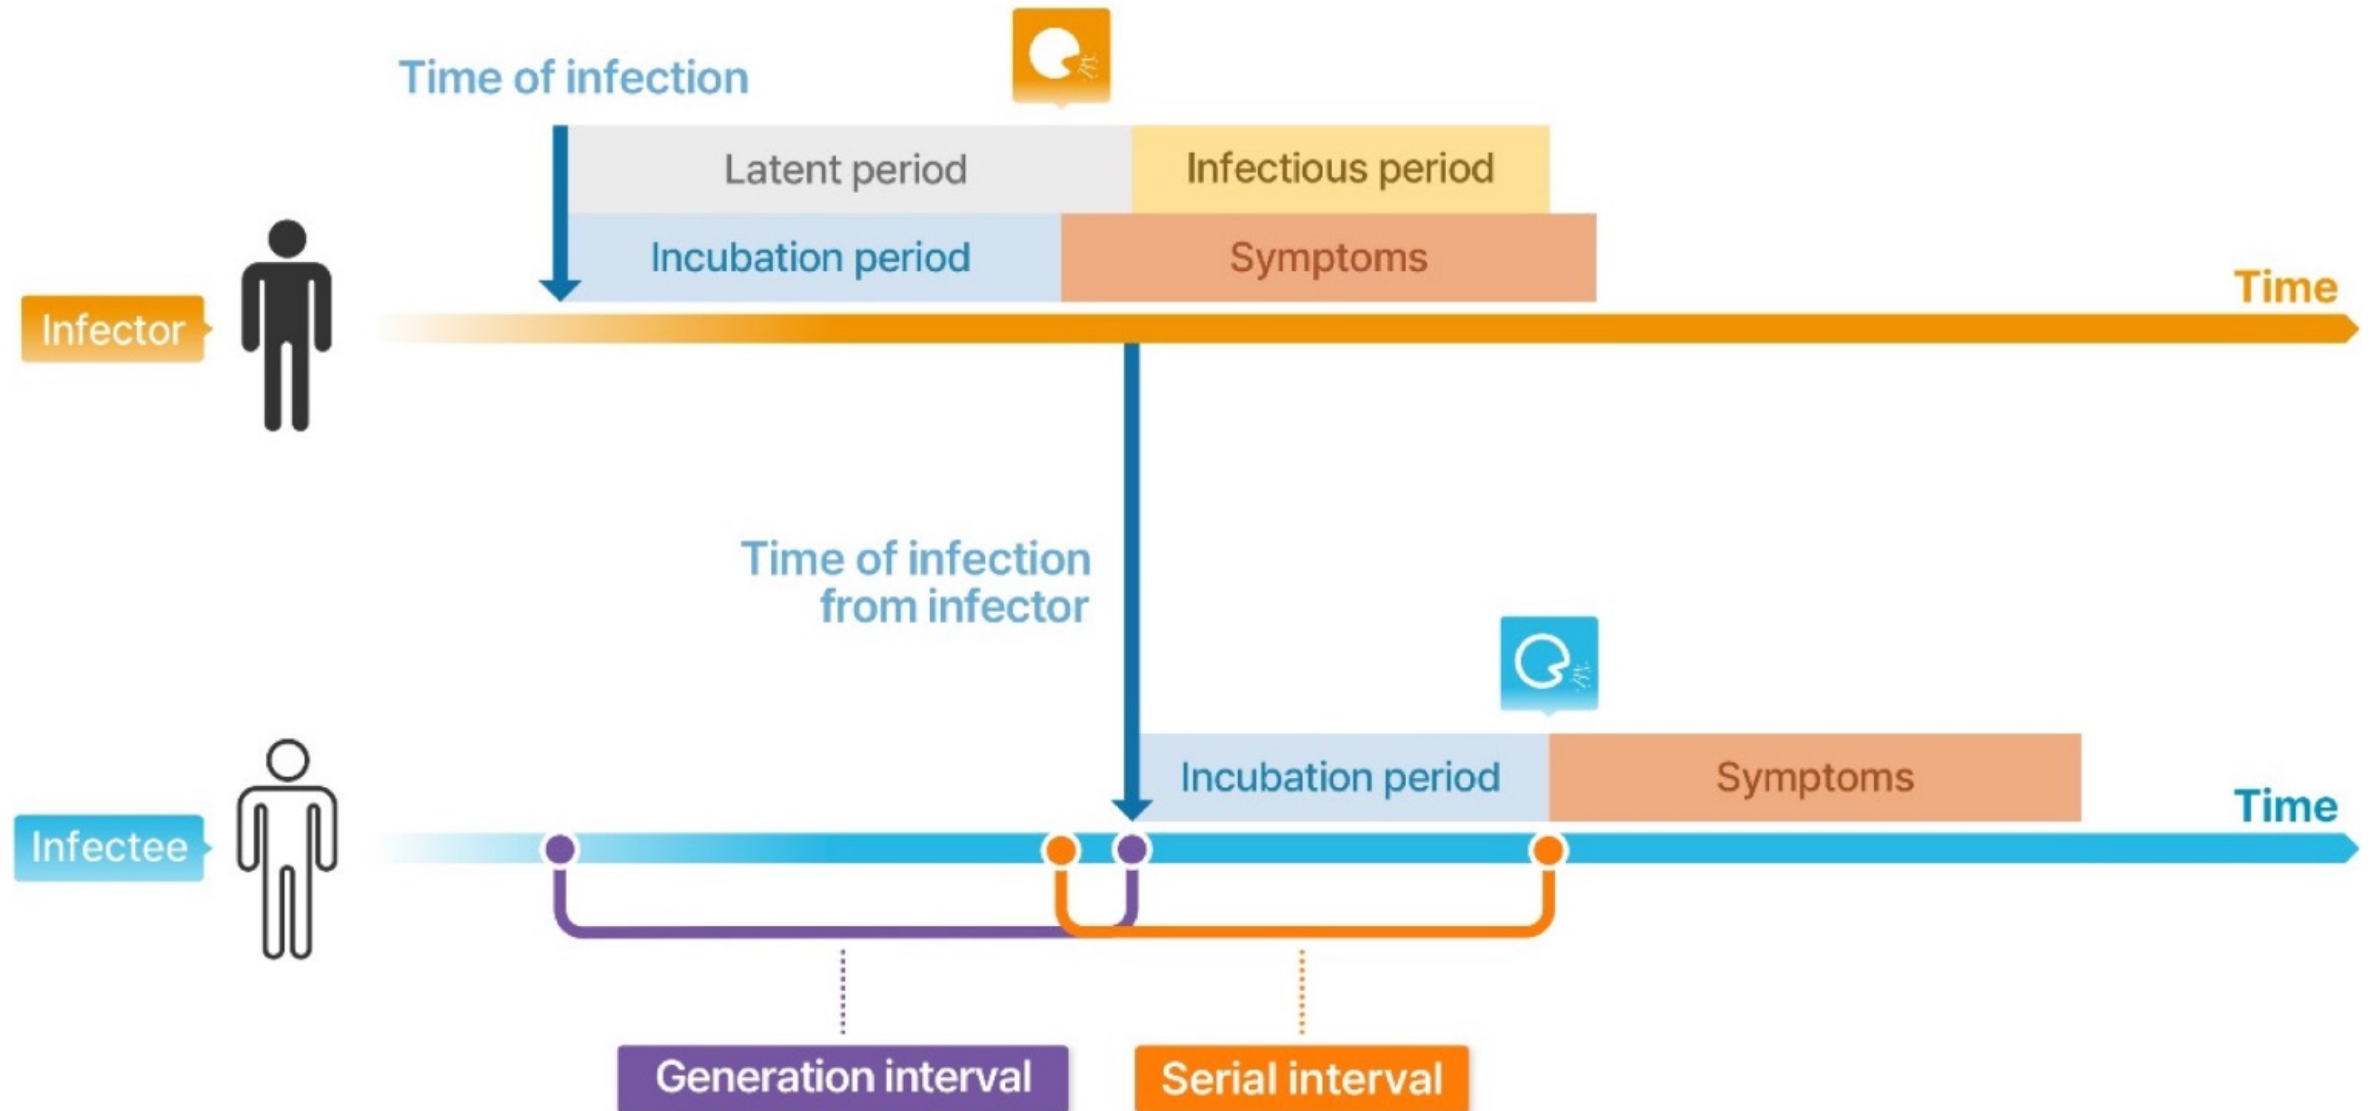 Time of infection
Latent period
Infectious period
Incubation period
Symptoms
Time
Infector
Time of infection
from infector
Incubation period
Symptoms
Time
Infectee
Generation interval
Serial interval